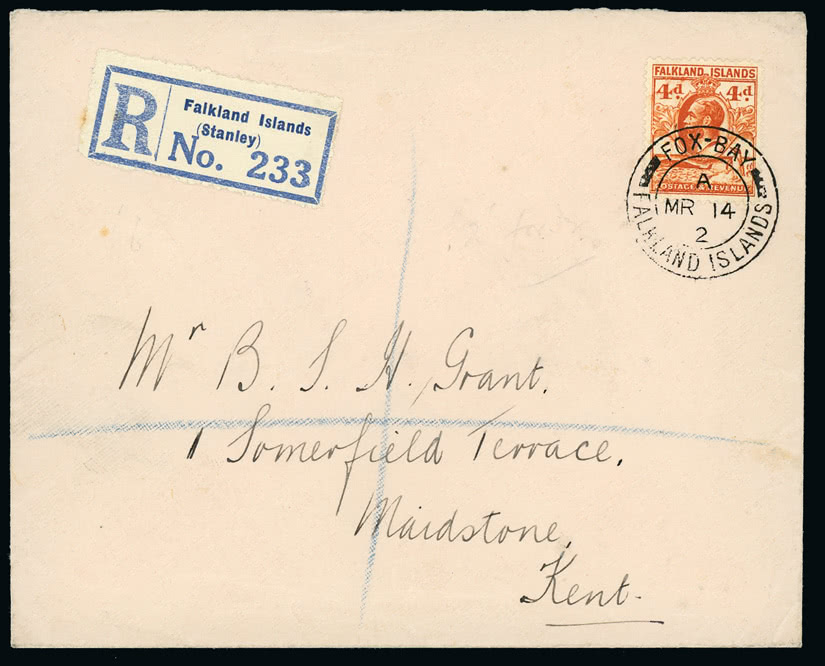 R
Falkland Islands
(Stanley)
No. 233
FALKLAND ISLANDS
4d. 4d.
POSTAGE & REVENUE
FOX-BAY
A
MR 14
2
FALKLAND ISLANDS
Mr B. S. H. Grant.
1 Somerfield Terrace,
Maidstone,
Kent.